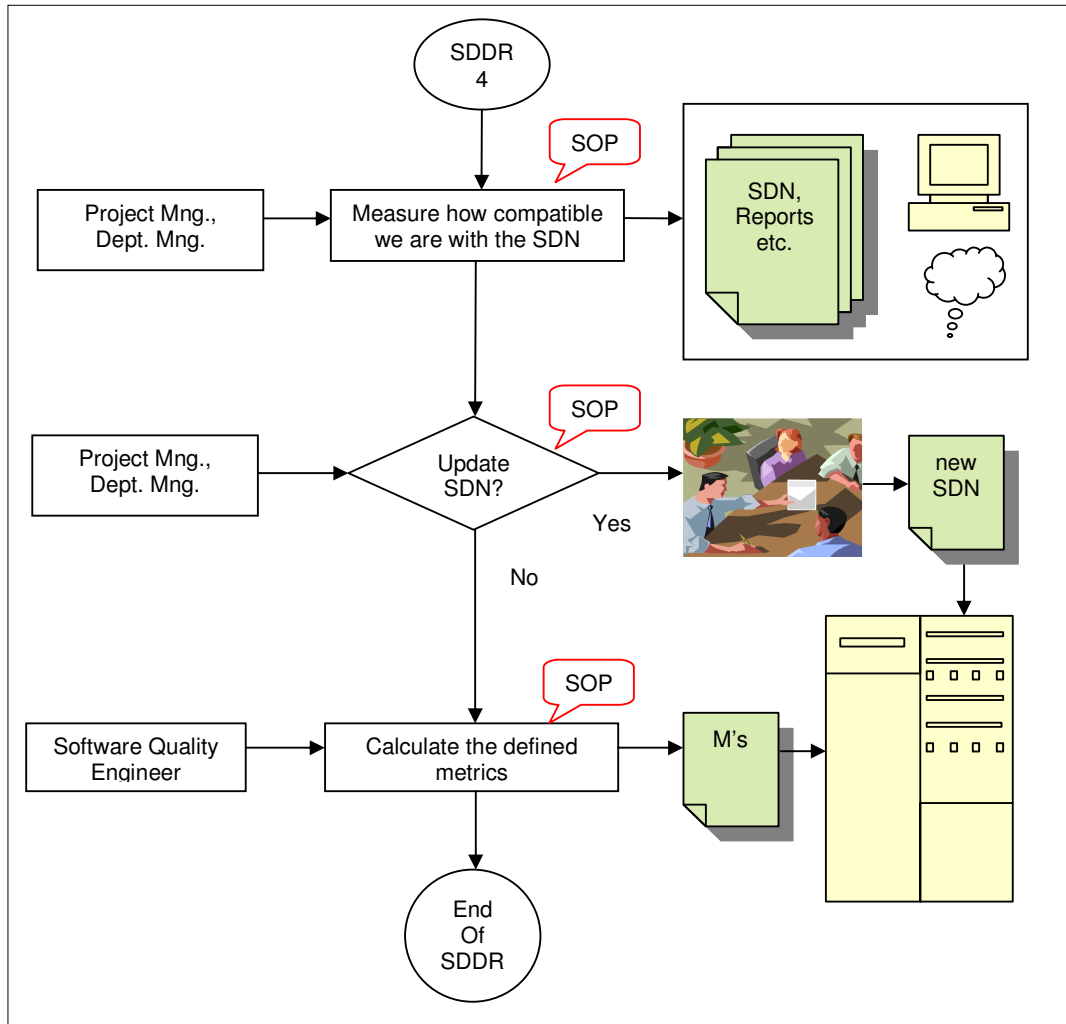 SDDR
4
SOP
Project Mng.,
Dept. Mng.
Measure how compatible
we are with the SDN
SDN,
Reports
etc.
SOP
Project Mng.,
Dept. Mng.
Update
SDN?
Yes
new
SDN
No
SOP
Software Quality
Engineer
Calculate the defined
metrics
M's
End
Of
SDDR